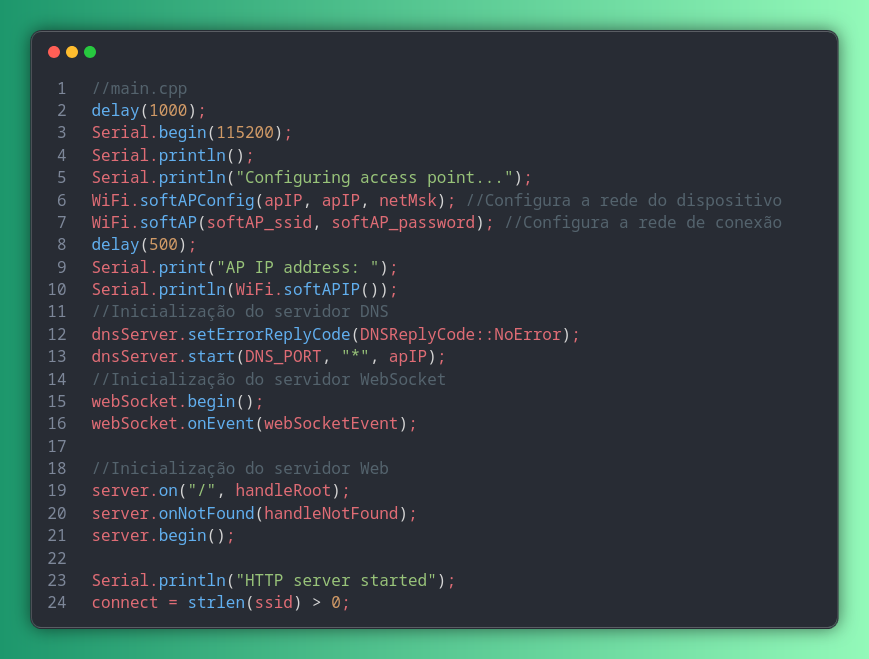 1 //main.cpp
2 delay(1000);
3 Serial.begin(115200);
4 Serial.println();
5 Serial.println("Configuring access point...");
6 WiFi.softAPConfig(apIP, apIP, netMsk); //Configura a rede do dispositivo
7 WiFi.softAP(softAP_ssid, softAP_password); //Configura a rede de conexão
8 delay(500);
9 Serial.print("AP IP address: ");
10 Serial.println(WiFi.softAPIP());
11 //Inicialização do servidor DNS
12 dnsServer.setErrorReplyCode(DNSReplyCode::NoError);
13 dnsServer.start(DNS_PORT, "*", apIP);
14 //Inicialização do servidor WebSocket
15 webSocket.begin();
16 webSocket.onEvent(webSocketEvent);
17
18 //Inicialização do servidor Web
19 server.on("/", handleRoot);
20 server.onNotFound(handleNotFound);
21 server.begin();
22
23 Serial.println("HTTP server started");
24 connect = strlen(ssid) > 0;